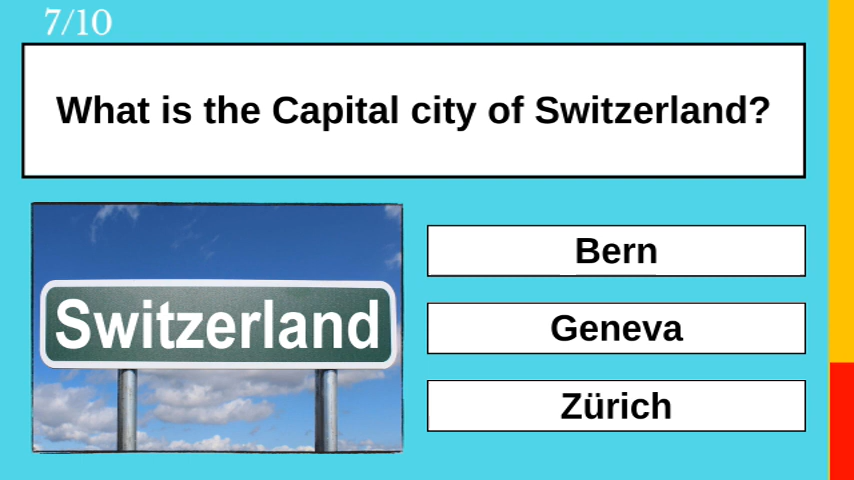 7/10
What is the Capital city of Switzerland?
Switzerland
Bern
Geneva
Zürich